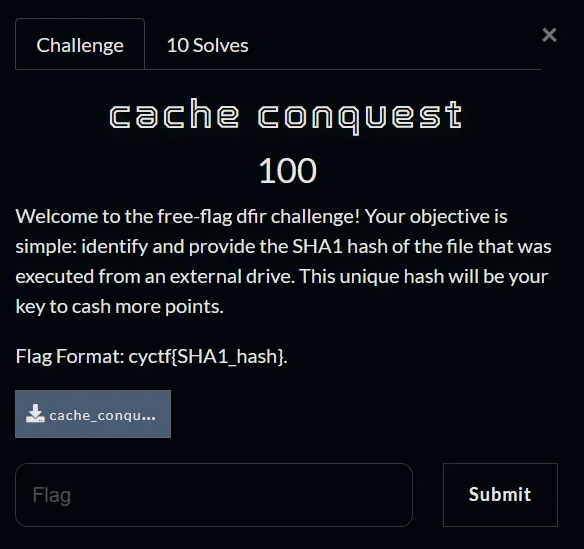 Challenge
10 Solves
×
cache conquest
100
Welcome to the free-flag dfir challenge! Your objective is
simple: identify and provide the SHA1 hash of the file that was
executed from an external drive. This unique hash will be your
key to cash more points.
Flag Format: cyctf{SHA1_hash}.
cache_conqu...
Flag
Submit